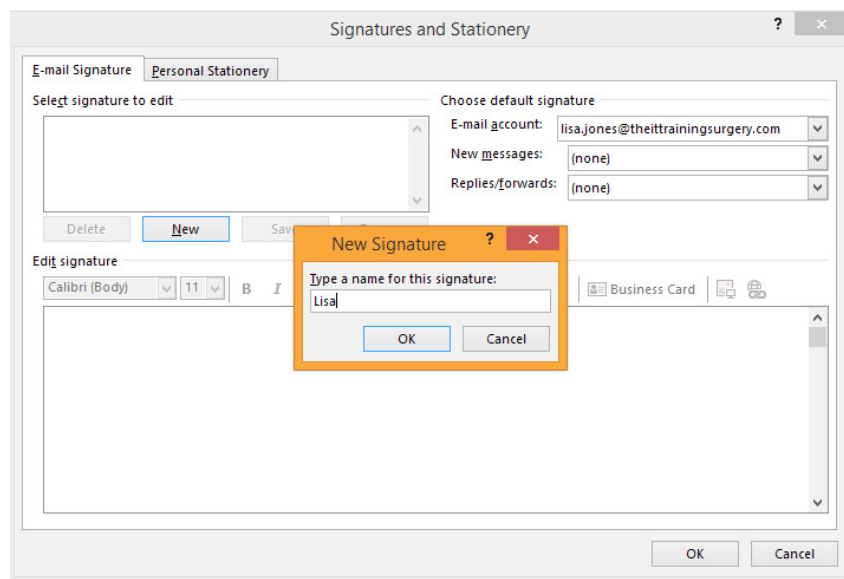 Signatures and Stationery ?
E-mail Signature Personal Stationery
Select signature to edit
Choose default signature
E-mail account: lisa.jones@theittrainingsurgery.com
New messages: (none)
Replies/forwards: (none)
Delete New Save
Edit signature
Calibri (Body) 11 B I
Business Card
New Signature ?
Type a name for this signature:
Lisa
OK Cancel
OK Cancel